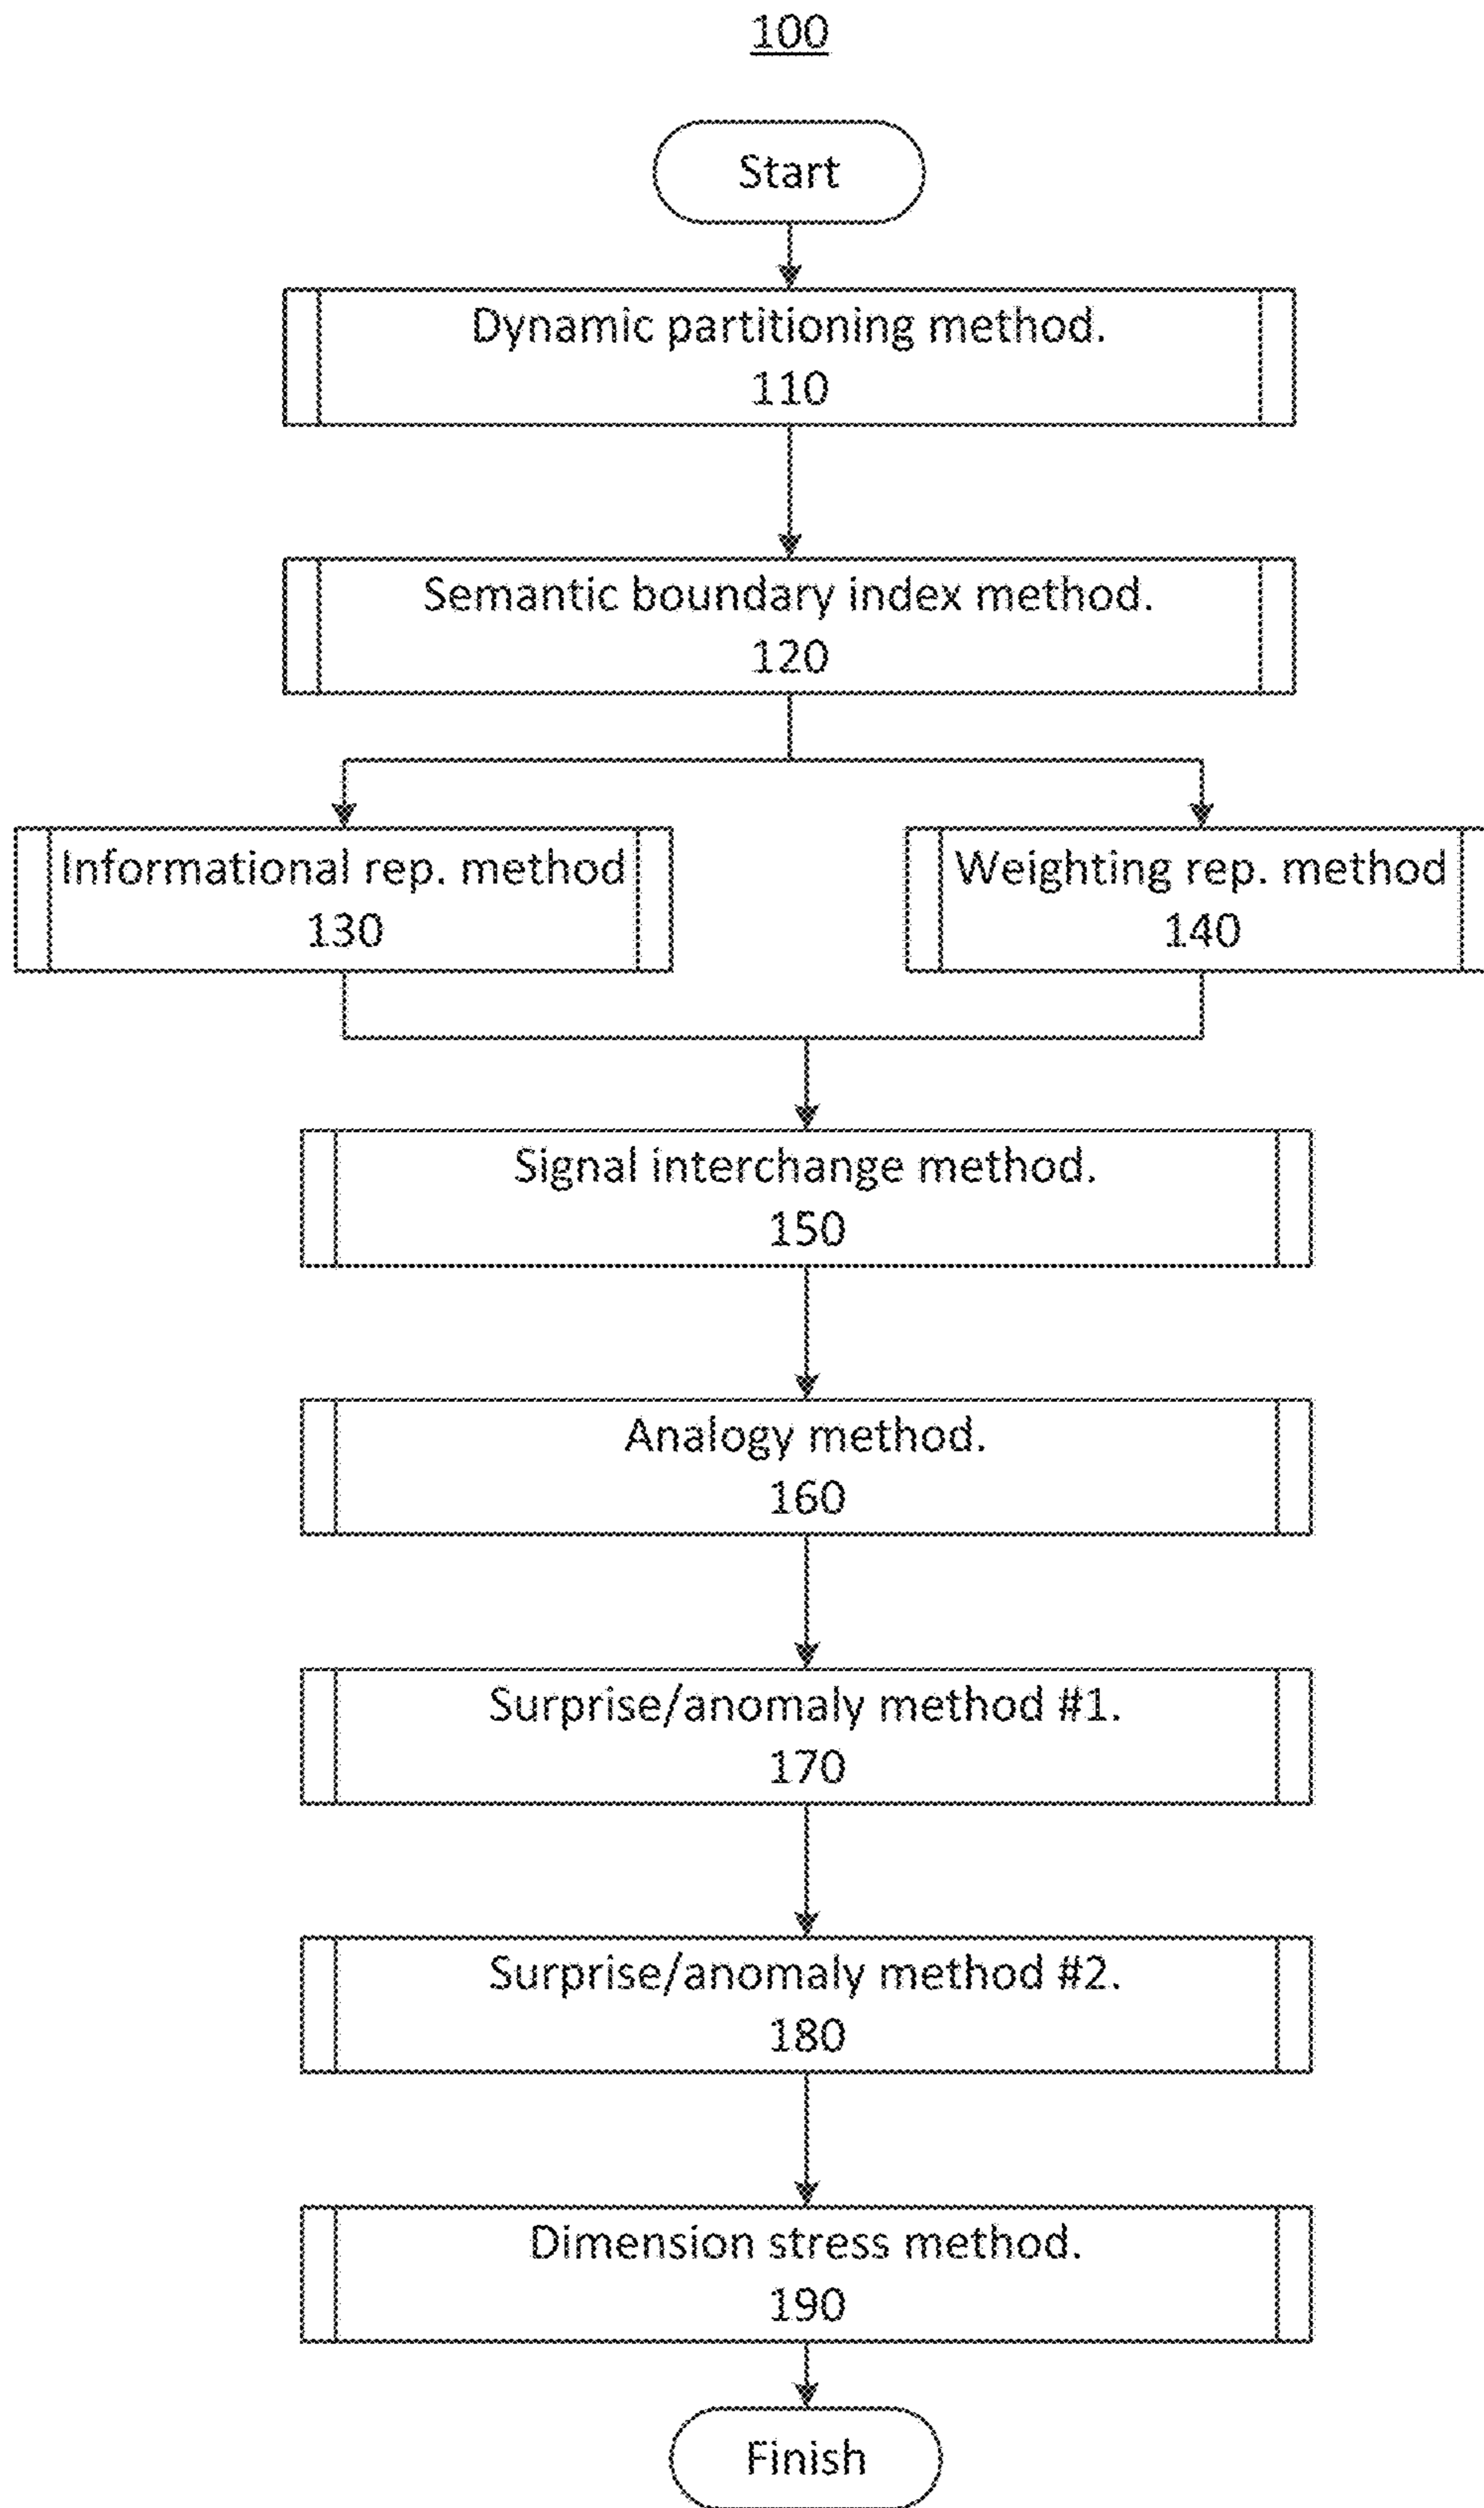 100
Start
Dynamic partitioning method.
110
Semantic boundary index method.
120
Informational rep. method
130
Weighting rep. method
140
Signal interchange method.
150
Analogy method.
160
Surprise/anomaly method #1.
170
Surprise/anomaly method #2.
180
Dimension stress method.
190
Finish